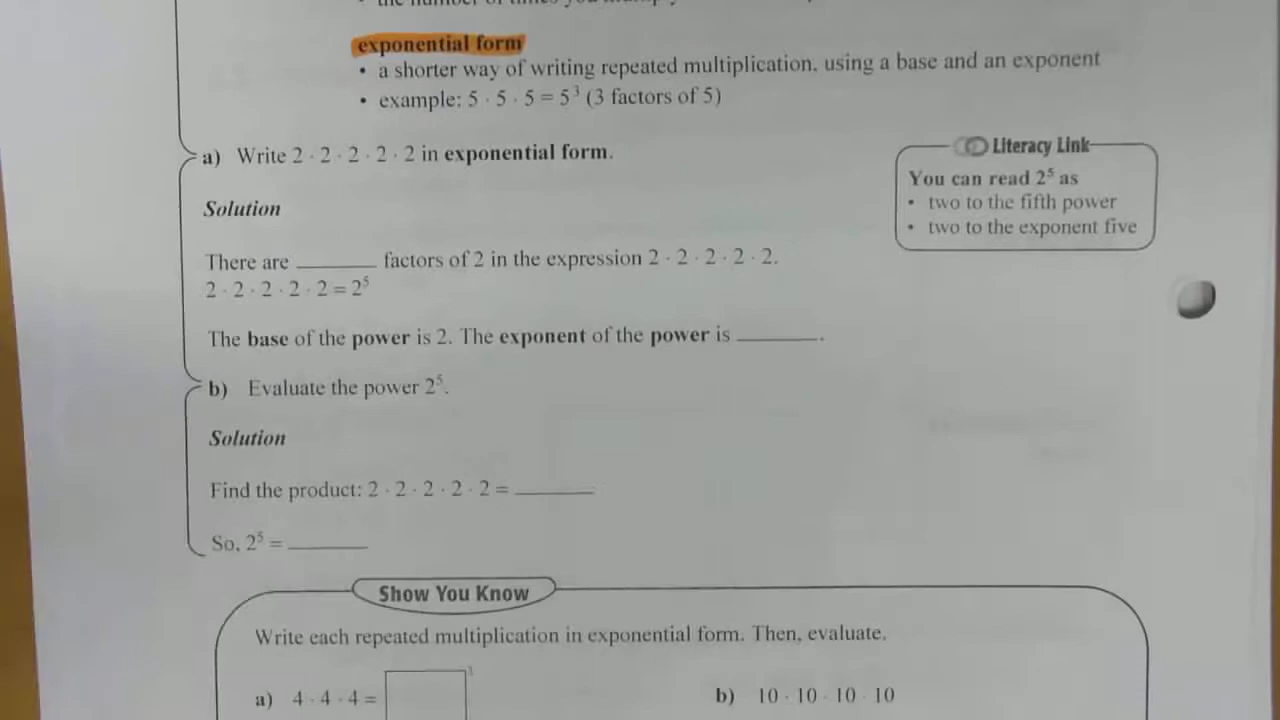 exponential form
• a shorter way of writing repeated multiplication, using a base and an exponent
• example: 5 · 5 · 5 = 5³ (3 factors of 5)
a) Write 2 · 2 · 2 · 2 · 2 in exponential form.
Literacy Link
You can read 2⁵ as
• two to the fifth power
• two to the exponent five
Solution
There are ______ factors of 2 in the expression 2 · 2 · 2 · 2 · 2.
2 · 2 · 2 · 2 · 2 = 2⁵
The base of the power is 2. The exponent of the power is ______.
b) Evaluate the power 2⁵.
Solution
Find the product: 2 · 2 · 2 · 2 · 2 = ______
So, 2⁵ = ______
Show You Know
Write each repeated multiplication in exponential form. Then, evaluate.
a) 4 · 4 · 4 =
b) 10 · 10 · 10 · 10